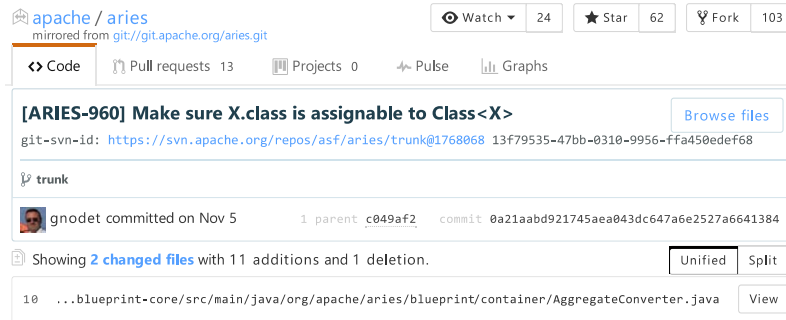 apache / aries
Watch 24 Star 62 Fork 103
mirrored from git://git.apache.org/aries.git
Code Pull requests 13 Projects 0 Pulse Graphs
[ARIES-960] Make sure X.class is assignable to Class<X>
Browse files
git-svn-id: https://svn.apache.org/repos/asf/aries/trunk@1768068 13f79535-47bb-0310-9956-ffa450edef68
trunk
gnodet committed on Nov 5 1 parent c049af2 commit 0a21aabd921745aea043dc647a6e2527a6641384
Showing 2 changed files with 11 additions and 1 deletion. Unified Split
10 ...blueprint-core/src/main/java/org/apache/aries/blueprint/container/AggregateConverter.java View